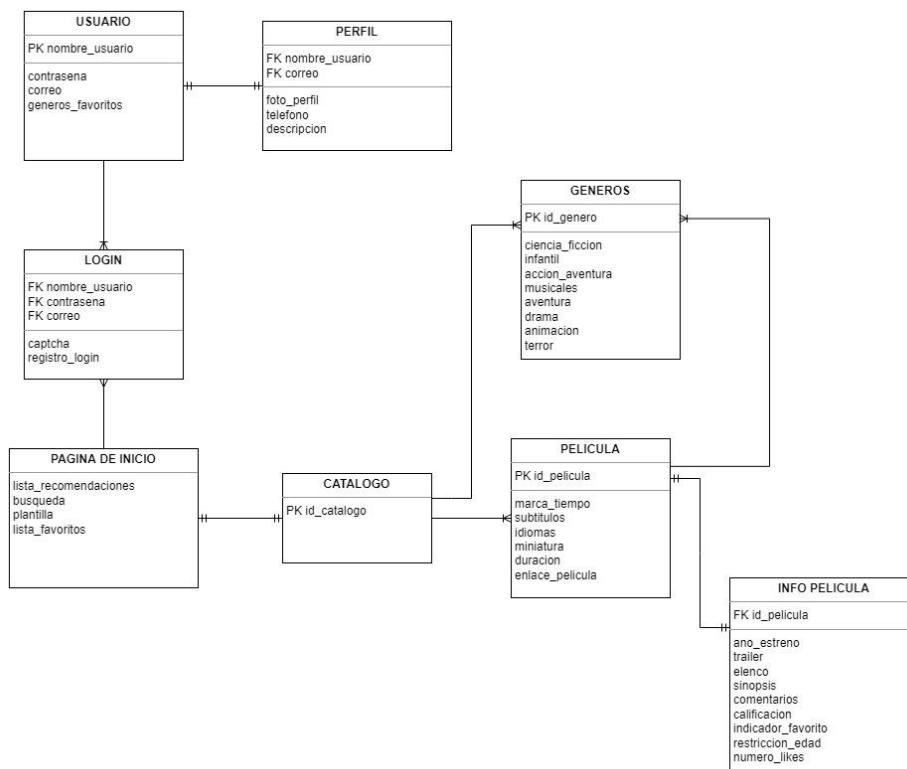 USUARIO
PK nombre_usuario
contrasena
correo
generos_favoritos
PERFIL
FK nombre_usuario
FK correo
foto_perfil
telefono
descripcion
LOGIN
FK nombre_usuario
FK contrasena
FK correo
captcha
registro_login
GENEROS
PK id_genero
ciencia_ficcion
infantil
accion_aventura
musicales
aventura
drama
animacion
terror
PAGINA DE INICIO
lista_recomendaciones
busqueda
plantilla
lista_favoritos
CATALOGO
PK id_catalogo
PELICULA
PK id_pelicula
marca_tiempo
subtitulos
idiomas
miniatura
duracion
enlace_pelicula
INFO PELICULA
FK id_pelicula
ano_estreno
trailer
elenco
sinopsis
comentarios
calificacion
indicador_favorito
restriccion_edad
numero_likes